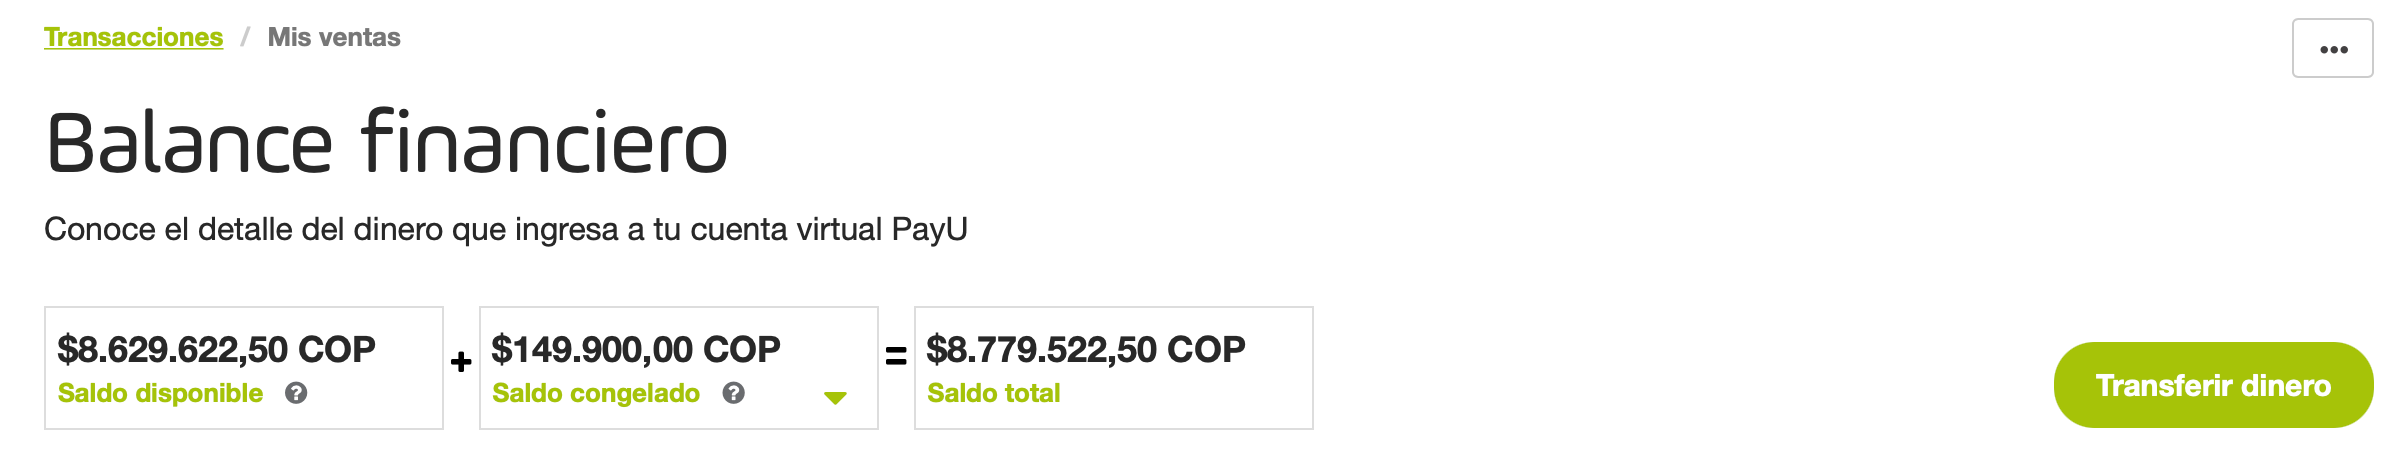 Transacciones / Mis ventas
•••
Balance financiero
Conoce el detalle del dinero que ingresa a tu cuenta virtual PayU
$8.629.622,50 COP + $149.900,00 COP = $8.779.522,50 COP
Saldo disponible ? Saldo congelado ? Saldo total
Transferir dinero